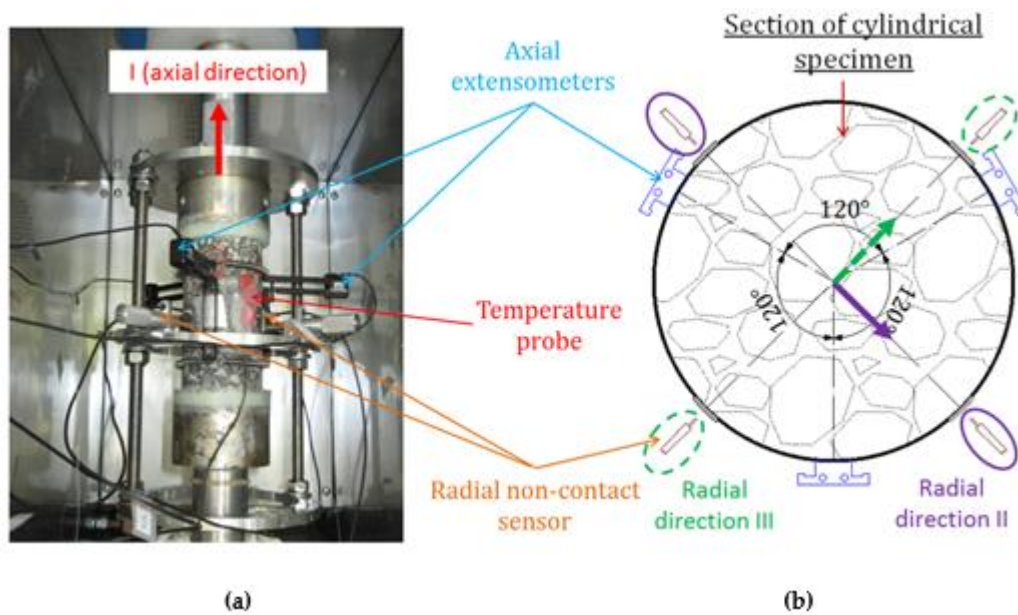 I (axial direction)
Axial
extensometers
Temperature
probe
Radial non-contact
sensor
(a)
Section of cylindrical
specimen
120°
120°
120°
Radial
direction III
Radial
direction II
(b)